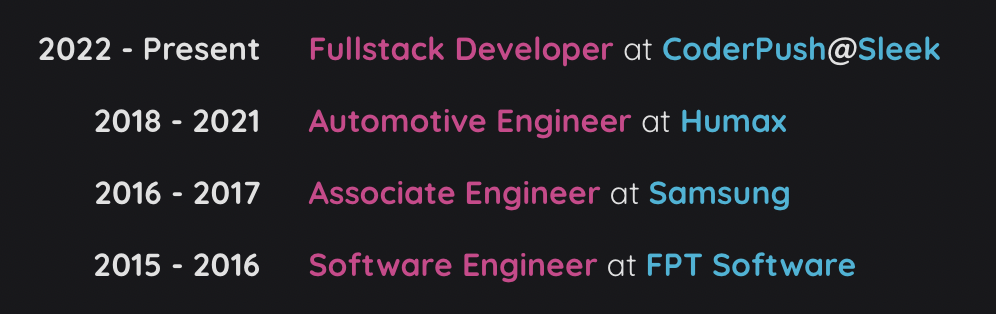 2022 - Present Fullstack Developer at CoderPush@Sleek
2018 - 2021 Automotive Engineer at Humax
2016 - 2017 Associate Engineer at Samsung
2015 - 2016 Software Engineer at FPT Software